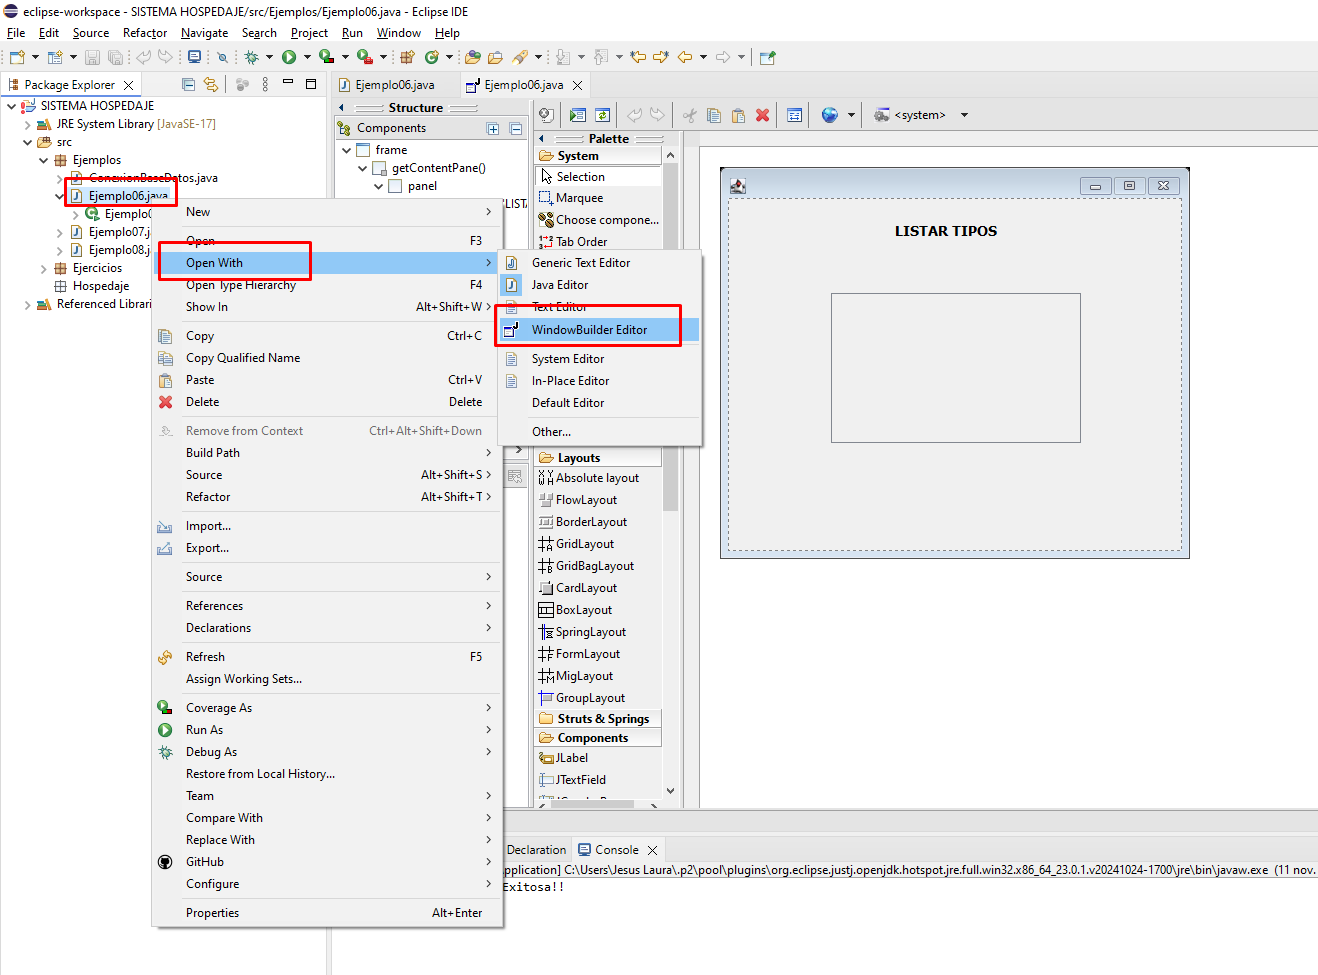 eclipse-workspace - SISTEMA HOSPEDAJE/src/Ejemplos/Ejemplo06.java - Eclipse IDE
File Edit Source Refactor Navigate Search Project Run Window Help
Package Explorer
SISTEMA HOSPEDAJE
JRE System Library [JavaSE-17]
src
Ejemplos
ConexionBaseDatos.java
Ejemplo06.java
Ejemplo0
Ejemplo07.j
Ejemplo08.j
Ejercicios
Hospedaje
Referenced Librari
New
Open F3
Open With
Open Type Hierarchy F4
Show In Alt+Shift+W
Copy Ctrl+C
Copy Qualified Name
Paste Ctrl+V
Delete Delete
Remove from Context Ctrl+Alt+Shift+Down
Build Path
Source Alt+Shift+S
Refactor Alt+Shift+T
Import...
Export...
Source
References
Declarations
Refresh F5
Assign Working Sets...
Coverage As
Run As
Debug As
Restore from Local History...
Team
Compare With
Replace With
GitHub
Configure
Properties Alt+Enter
Generic Text Editor
Java Editor
Text Editor
WindowBuilder Editor
System Editor
In-Place Editor
Default Editor
Other...
Ejemplo06.java Ejemplo06.java
Structure
Components
frame
getContentPane()
panel
"LISTA
Palette
System
Selection
Marquee
Choose compone...
Tab Order
Layouts
Absolute layout
FlowLayout
BorderLayout
GridLayout
GridBagLayout
CardLayout
BoxLayout
SpringLayout
FormLayout
MigLayout
GroupLayout
Struts & Springs
Components
JLabel
JTextField
<system>
LISTAR TIPOS
Declaration Console
pplication] C:\Users\Jesus Laura\.p2\pool\plugins\org.eclipse.justj.openjdk.hotspot.jre.full.win32.x86_64_23.0.1.v20241024-1700\jre\bin\javaw.exe (11 nov.
Exitosa!!